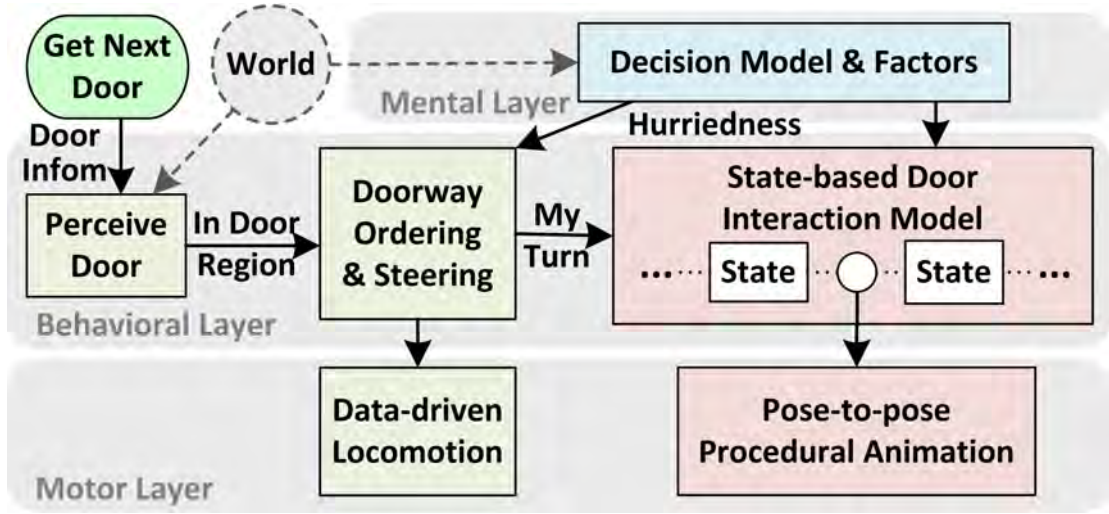 Get Next
Door
World
Decision Model & Factors
Mental Layer
Door
Infom
Hurriedness
Perceive
Door
In Door
Region
Doorway
Ordering
& Steering
My
Turn
State-based Door
Interaction Model
... State State ...
Behavioral Layer
Data-driven
Locomotion
Pose-to-pose
Procedural Animation
Motor Layer